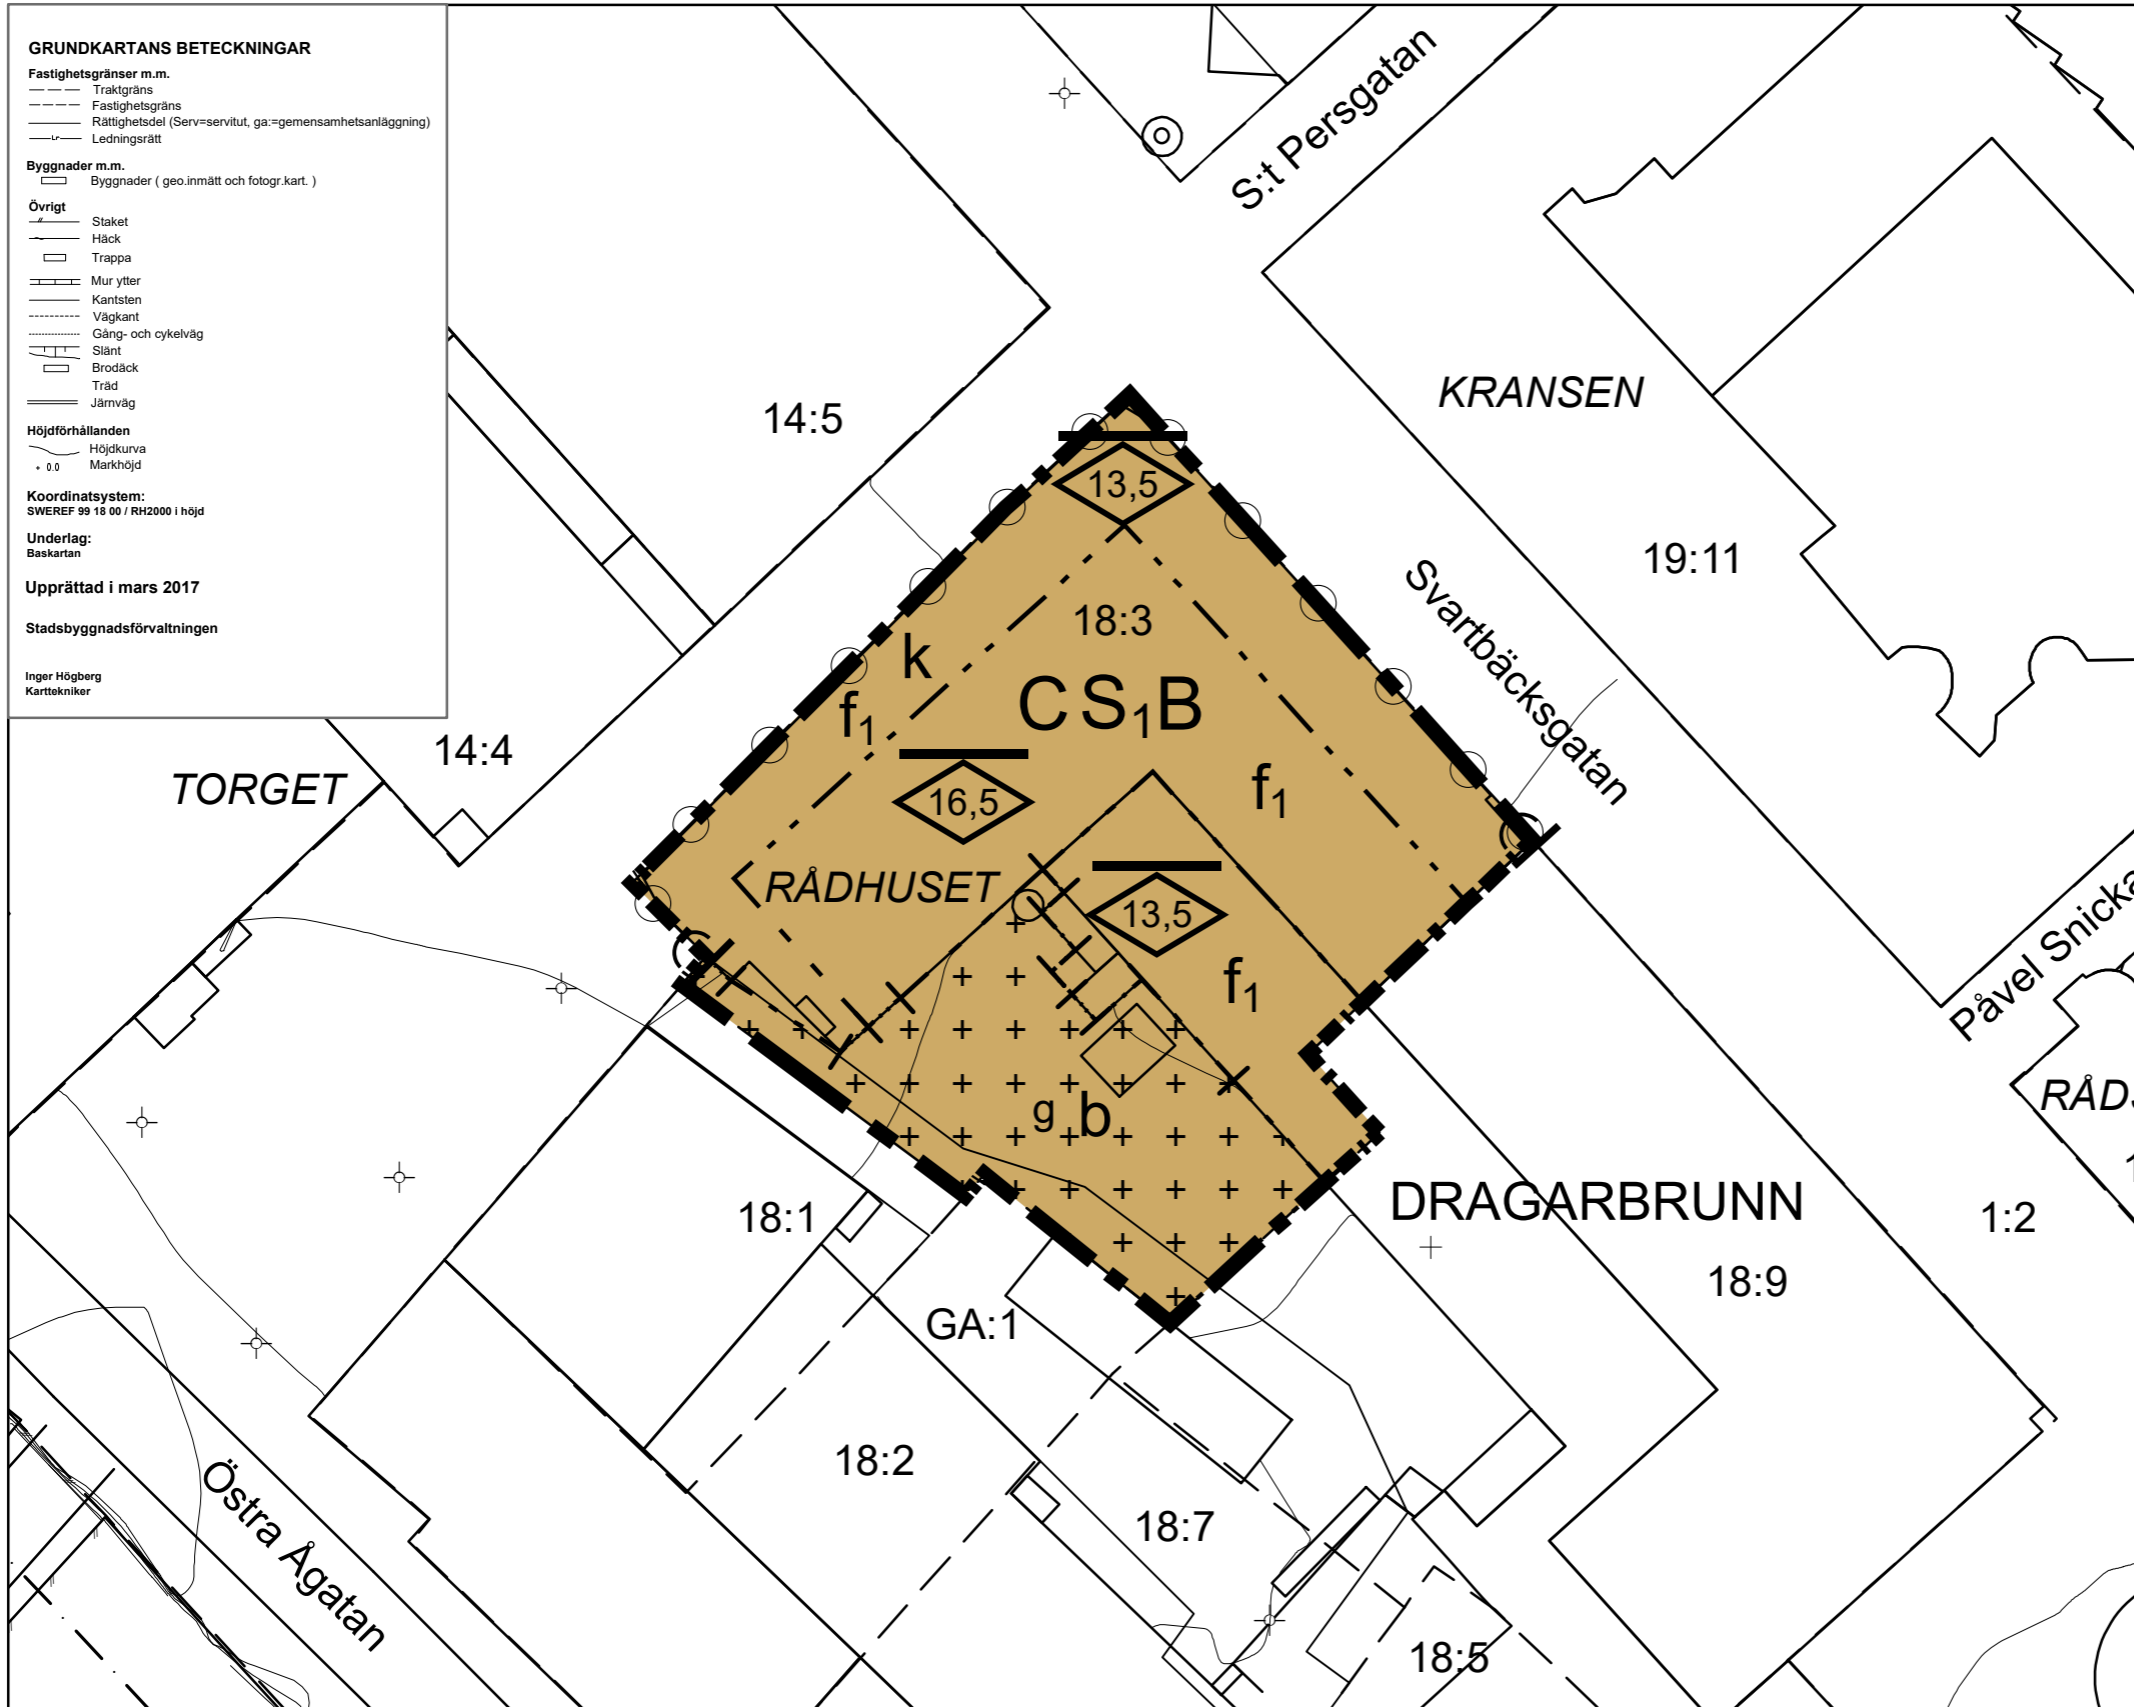 GRUNDKARTANS BETECKNINGAR
Fastighetsgränser m.m.
Traktgräns
Fastighetsgräns
Rättighetsdel (Serv=servitut, ga:=gemensamhetsanläggning)
Lr
Ledningsrätt
Byggnader m.m.
Byggnader ( geo.inmätt och fotogr.kart. )
Övrigt
Staket
Häck
Trappa
Mur ytter
Kantsten
Vägkant
Gång- och cykelväg
Slänt
Brodäck
Träd
Järnväg
Höjdförhållanden
Höjdkurva
+ 0.0 Markhöjd
Koordinatsystem:
SWEREF 99 18 00 / RH2000 i höjd
Underlag:
Baskartan
Upprättad i mars 2017
Stadsbyggnadsförvaltningen
Inger Högberg
Karttekniker
S:t Persgatan
KRANSEN
14:5
13,5
19:11
Svartbäcksgatan
18:3
k
f1
C S1 B
14:4
TORGET
16,5
f1
RÅDHUSET
13,5
f1
Påvel Snicka
g b
RÅDS
DRAGARBRUNN
18:1
1:2
18:9
GA:1
18:2
Östra Ågatan
18:7
18:5